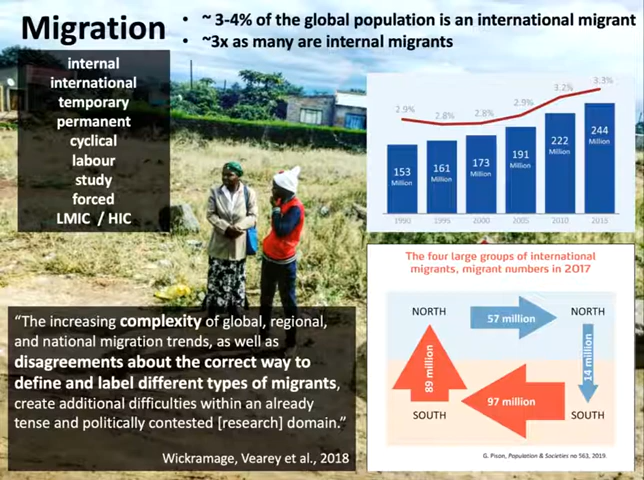 Migration
• ~ 3-4% of the global population is an international migrant
• ~3x as many are internal migrants
internal
international
temporary
permanent
cyclical
labour
study
forced
LMIC / HIC
2.9%
2.8%
2.8%
2.9%
3.2%
3.3%
153
Million
161
Million
173
Million
191
Million
222
Million
244
Million
1990
1995
2000
2005
2010
2015
The four large groups of international
migrants, migrant numbers in 2017
NORTH
57 million
NORTH
89 million
14 million
SOUTH
97 million
SOUTH
G. Pison, Population & Societies no 563, 2019
“The increasing complexity of global, regional,
and national migration trends, as well as
disagreements about the correct way to
define and label different types of migrants,
create additional difficulties within an already
tense and politically contested [research] domain.”
Wickramage, Vearey et al., 2018